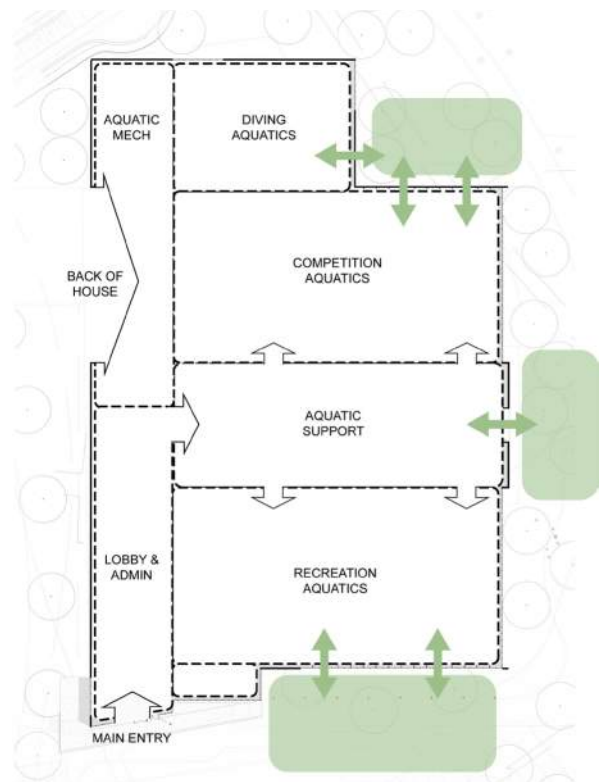 AQUATIC
MECH
DIVING
AQUATICS
BACK OF
HOUSE
COMPETITION
AQUATICS
AQUATIC
SUPPORT
LOBBY &
ADMIN
RECREATION
AQUATICS
MAIN ENTRY